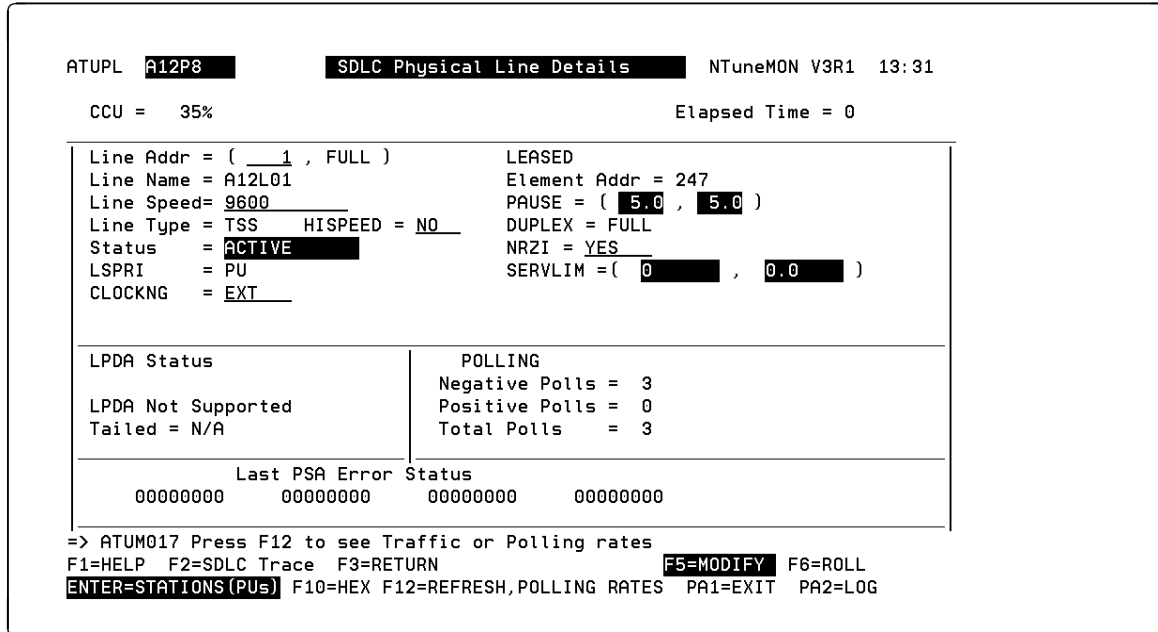 ATUPL A12P8 SDLC Physical Line Details NTuneMON V3R1 13:31
CCU = 35% Elapsed Time = 0
Line Addr = ( 1 , FULL ) LEASED
Line Name = A12L01 Element Addr = 247
Line Speed= 9600 PAUSE = ( 5.0 , 5.0 )
Line Type = TSS HISPEED = NO DUPLEX = FULL
Status = ACTIVE NRZI = YES
LSPRI = PU SERVLIM =( 0 , 0.0 )
CLOCKNG = EXT
LPDA Status POLLING
Negative Polls = 3
LPDA Not Supported Positive Polls = 0
Tailed = N/A Total Polls = 3
Last PSA Error Status
00000000 00000000 00000000 00000000
=> ATUM017 Press F12 to see Traffic or Polling rates
F1=HELP F2=SDLC Trace F3=RETURN F5=MODIFY F6=ROLL
ENTER=STATIONS(PUs) F10=HEX F12=REFRESH,POLLING RATES PA1=EXIT PA2=LOG